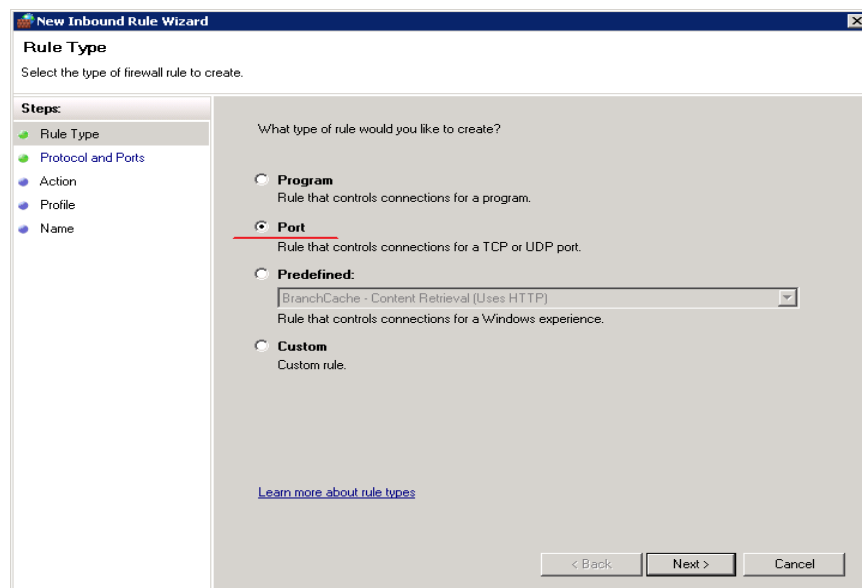 New Inbound Rule Wizard
Rule Type
Select the type of firewall rule to create.
Steps:
Rule Type
Protocol and Ports
Action
Profile
Name
What type of rule would you like to create?
Program
Rule that controls connections for a program.
Port
Rule that controls connections for a TCP or UDP port.
Predefined:
BranchCache - Content Retrieval (Uses HTTP)
Rule that controls connections for a Windows experience.
Custom
Custom rule.
Learn more about rule types
< Back Next > Cancel